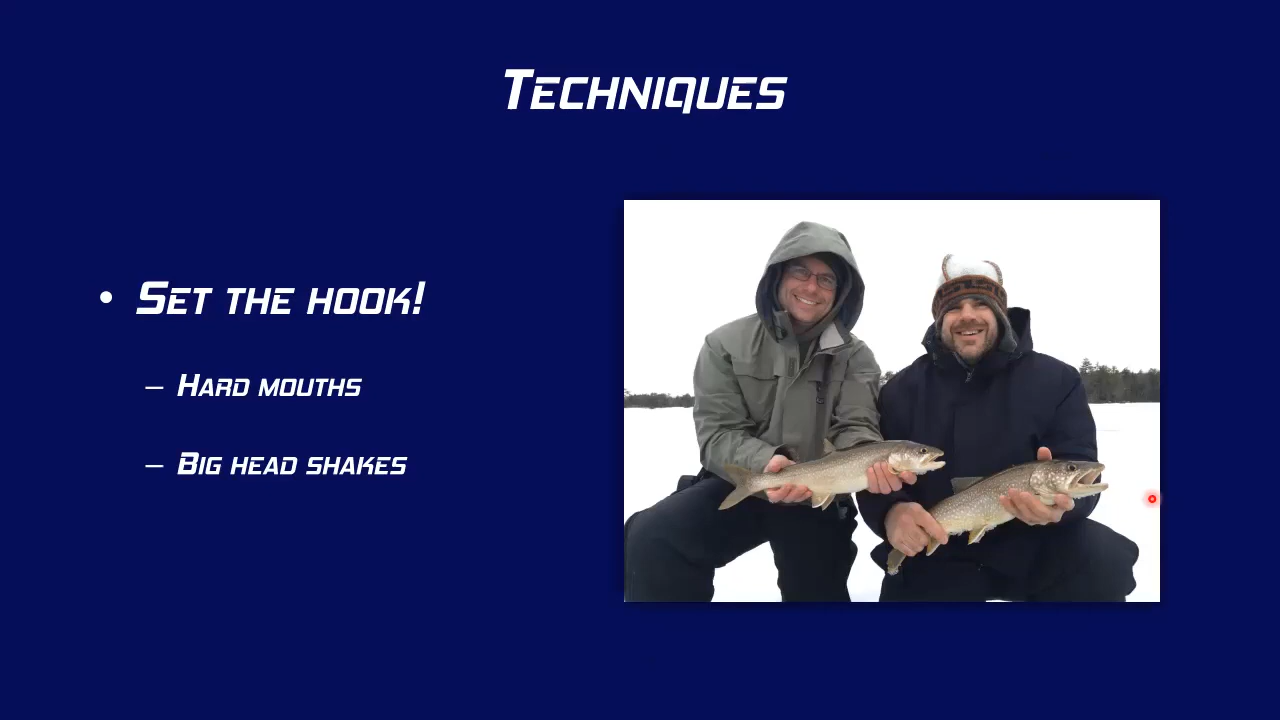 Techniques
• Set the hook!
– Hard mouths
– Big head shakes